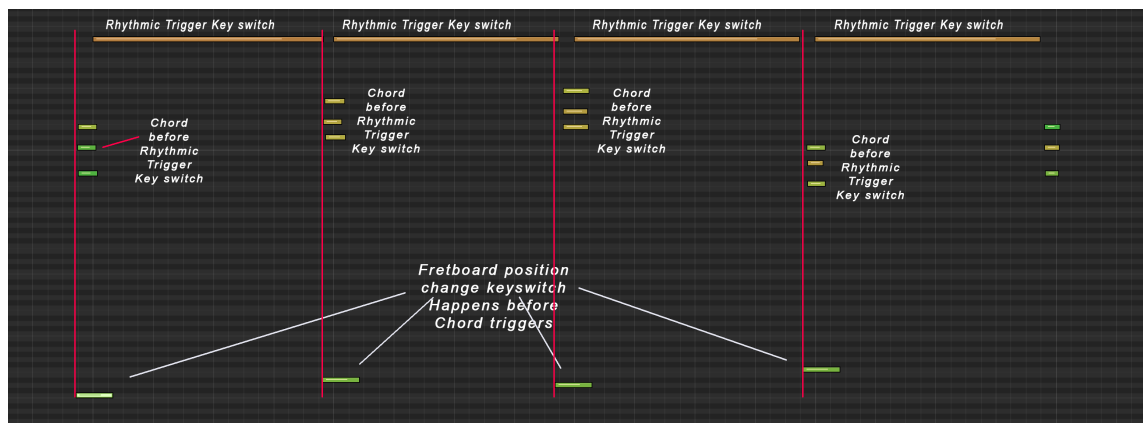 Rhythmic Trigger Key switch
Rhythmic Trigger Key switch
Rhythmic Trigger Key switch
Rhythmic Trigger Key switch
Chord
before
Rhythmic
Trigger
Key switch
Chord
before
Rhythmic
Trigger
Key switch
Chord
before
Rhythmic
Trigger
Key switch
Chord
before
Rhythmic
Trigger
Key switch
Fretboard position
change keyswitch
Happens before
Chord triggers